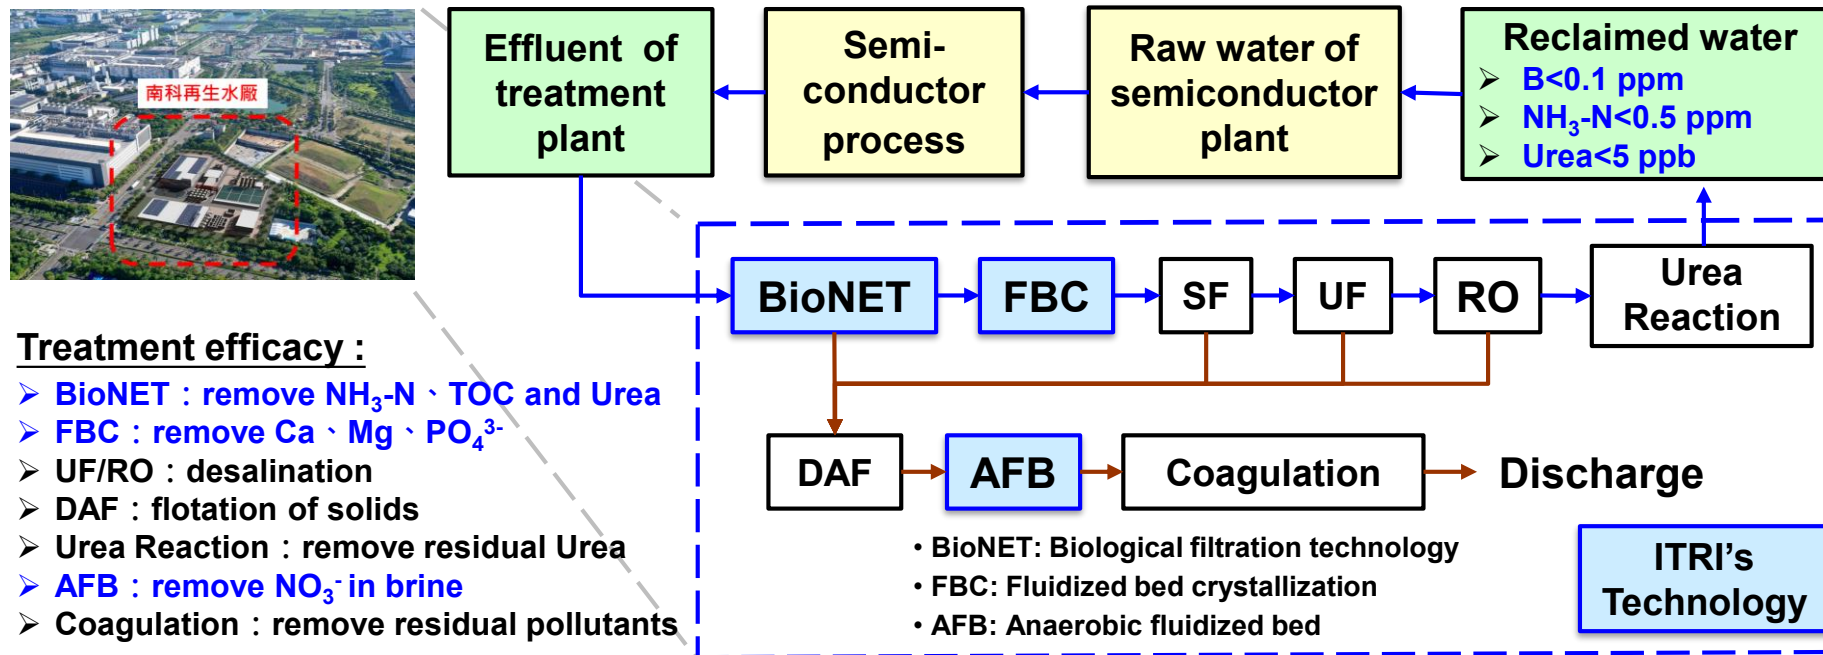 南科再生水廠
Effluent of
treatment
plant
Semi-
conductor
process
Raw water of
semiconductor
plant
Reclaimed water
➢ B<0.1 ppm
➢ NH₃-N<0.5 ppm
➢ Urea<5 ppb
BioNET
FBC
SF
UF
RO
Urea
Reaction
DAF
AFB
Coagulation
Discharge
Treatment efficacy :
➢ BioNET：remove NH₃-N、TOC and Urea
➢ FBC：remove Ca、Mg、PO₄³⁻
➢ UF/RO：desalination
➢ DAF：flotation of solids
➢ Urea Reaction：remove residual Urea
➢ AFB：remove NO₃⁻ in brine
➢ Coagulation：remove residual pollutants
• BioNET: Biological filtration technology
• FBC: Fluidized bed crystallization
• AFB: Anaerobic fluidized bed
ITRI’s
Technology